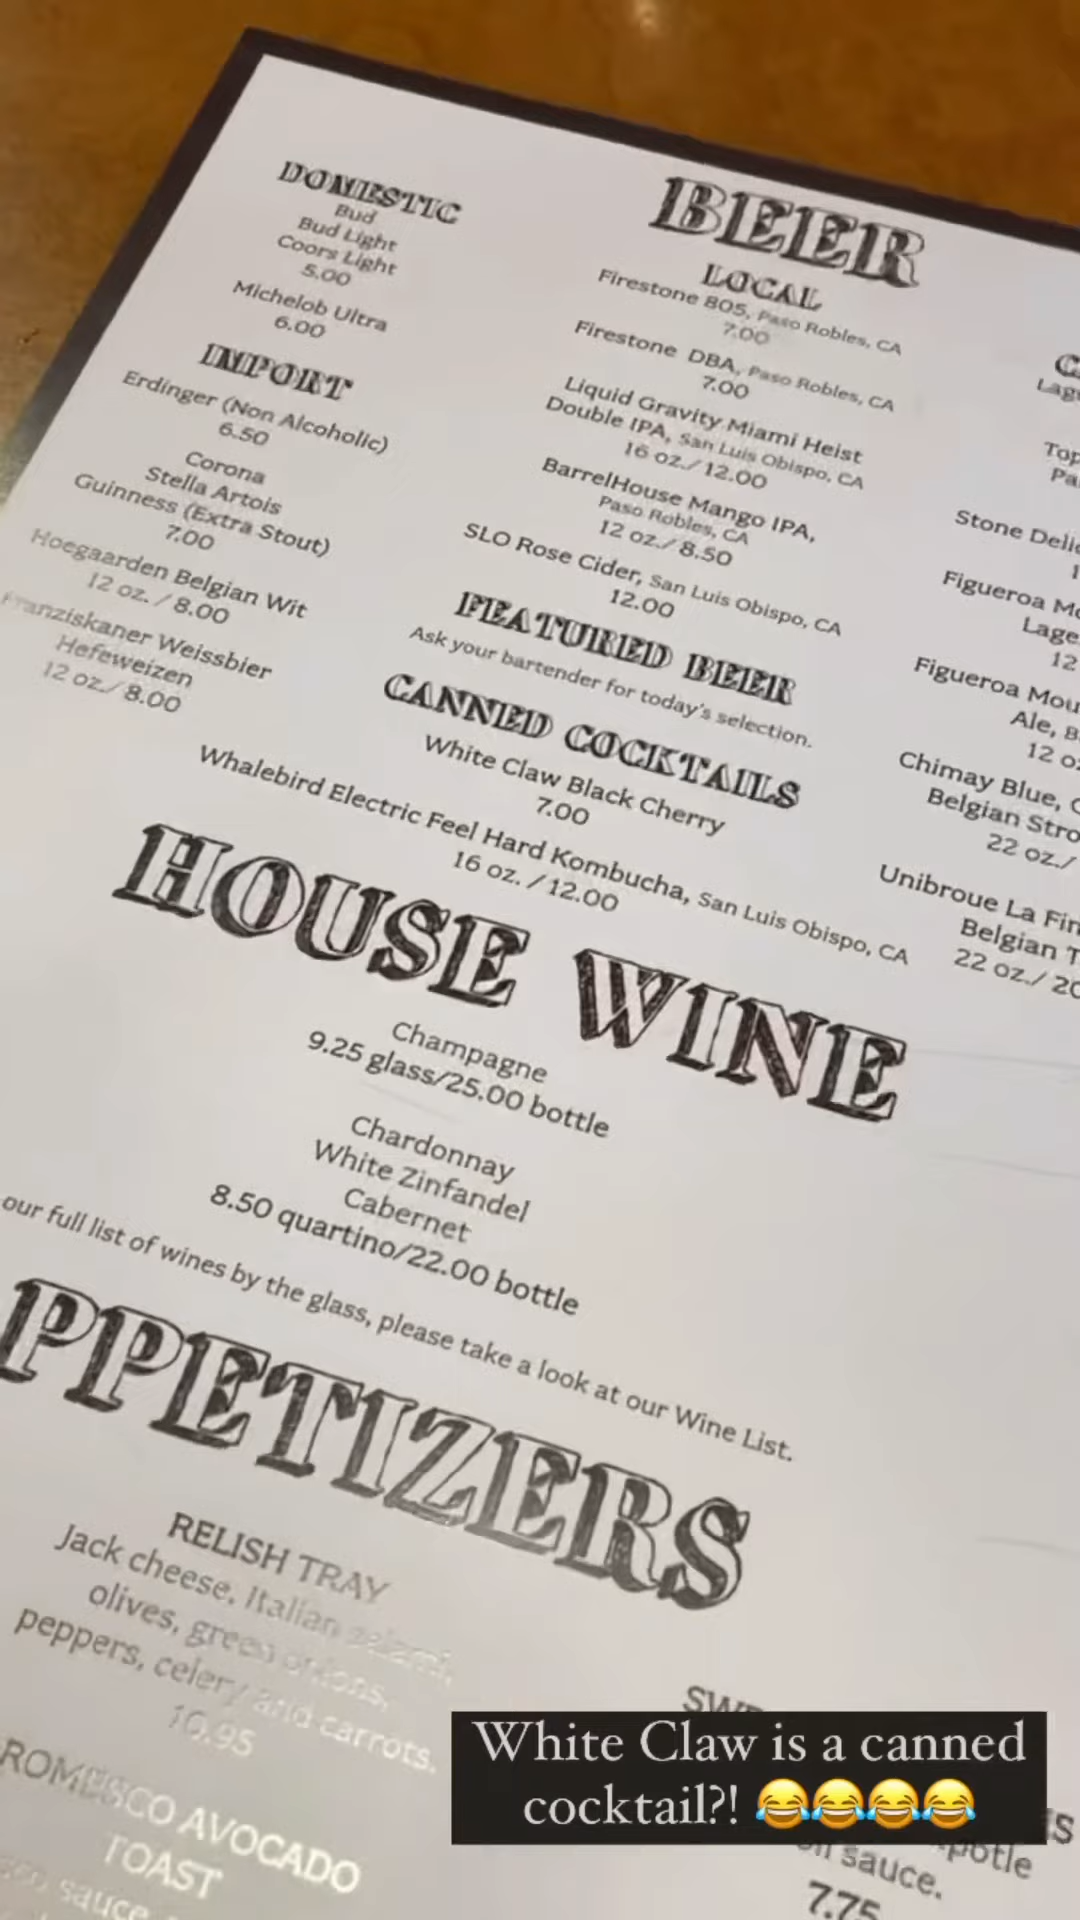 DOMESTIC
Bud
Bud Light
Coors Light
5.00
Michelob Ultra
6.00
IMPORT
Erdinger (Non Alcoholic)
6.50
Corona
Stella Artois
Guinness (Extra Stout)
7.00
Hoegaarden Belgian Wit
12 oz. / 8.00
Franziskaner Weissbier
Hefeweizen
12 oz./ 8.00
BEER
LOCAL
Firestone 805, Paso Robles, CA
7.00
Firestone DBA, Paso Robles, CA
7.00
Liquid Gravity Miami Heist
Double IPA, San Luis Obispo, CA
16 oz./ 12.00
BarrelHouse Mango IPA,
Paso Robles, CA
12 oz./ 8.50
SLO Rose Cider, San Luis Obispo, CA
12.00
FEATURED BEER
Ask your bartender for today's selection.
CANNED COCKTAILS
White Claw Black Cherry
7.00
Whalebird Electric Feel Hard Kombucha, San Luis Obispo, CA
16 oz. / 12.00
Stone
Figueroa
12
Figueroa
Ale,
12
Chimay Blue,
Belgian
22 oz./
Unibroue La
Belgian
22 oz./
HOUSE WINE
Champagne
9.25 glass/25.00 bottle
Chardonnay
White Zinfandel
Cabernet
8.50 quartino/22.00 bottle
our full list of wines by the glass, please take a look at our Wine List.
PPETIZERS
RELISH TRAY
Jack cheese, Italian salami,
olives, green onions,
peppers, celery and carrots.
10.95
ROMESCO AVOCADO
TOAST
sauce
sauce.
7.75
White Claw is a canned
cocktail?! 😂😂😂😂